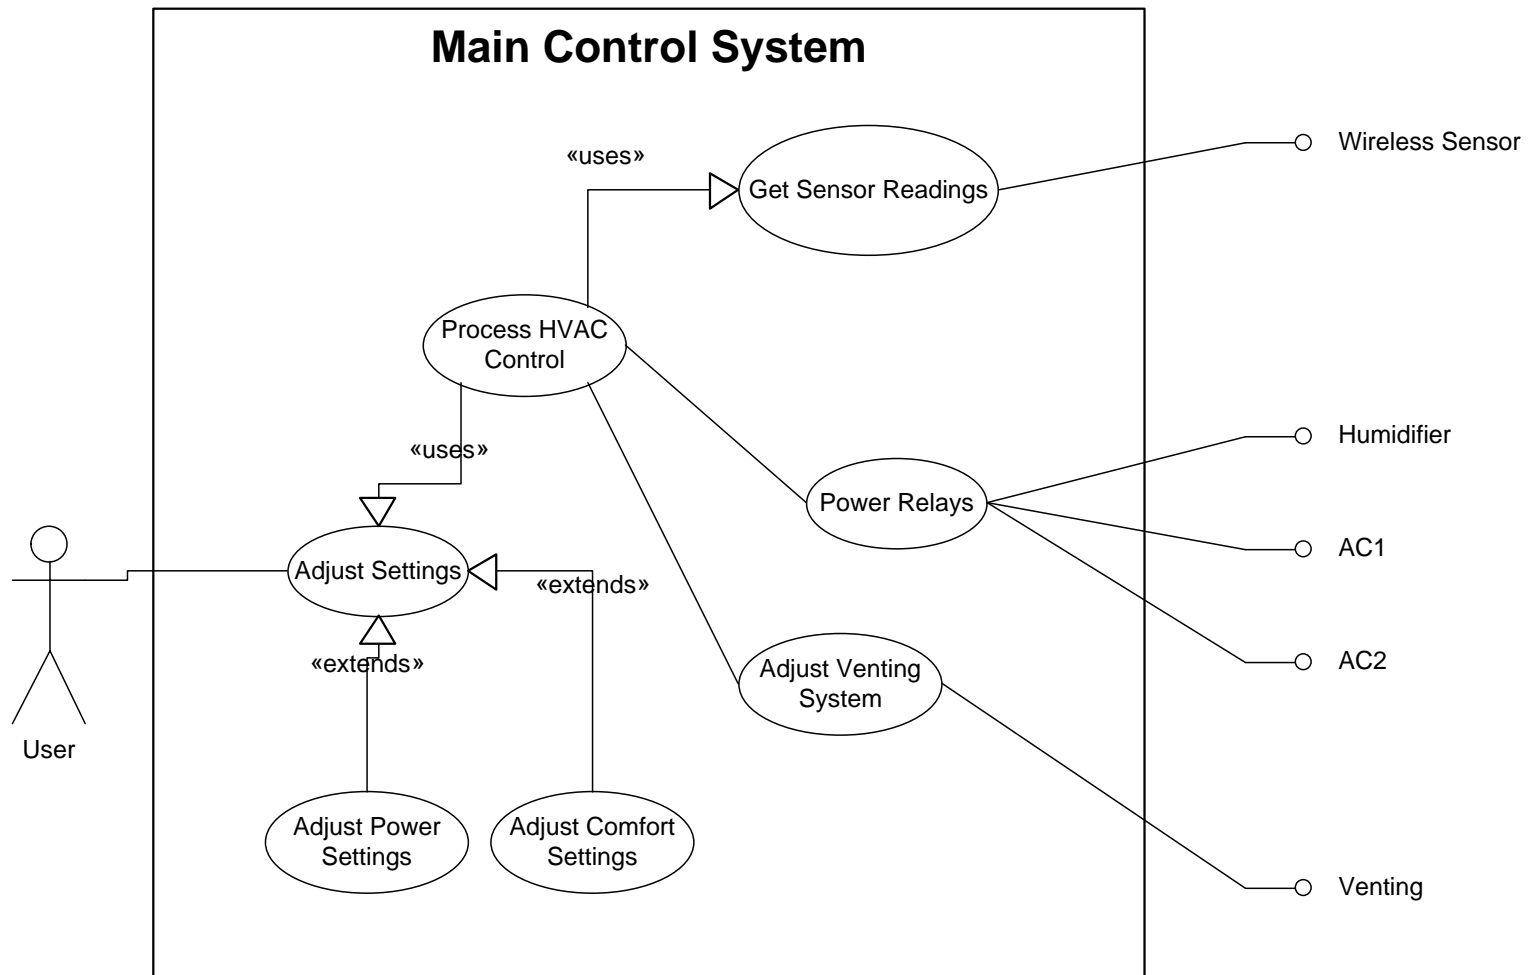 Main Control System
«uses»
Get Sensor Readings
Wireless Sensor
Process HVAC
Control
«uses»
Humidifier
Power Relays
AC1
Adjust Settings
«extends»
«extends»
Adjust Venting
System
AC2
User
Adjust Power
Settings
Adjust Comfort
Settings
Venting